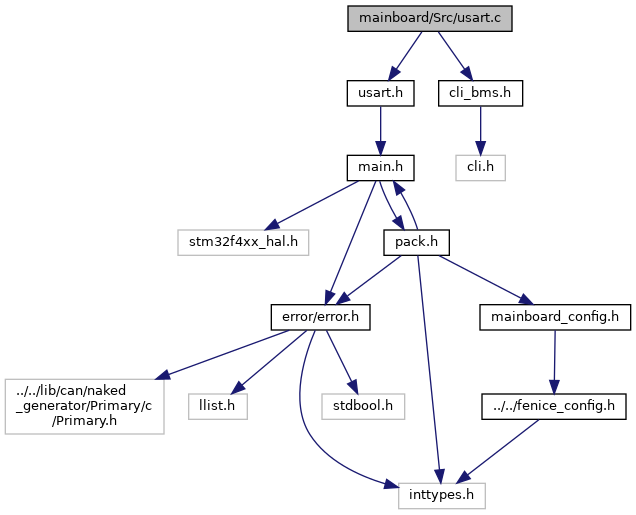 mainboard/Src/usart.c
usart.h
cli_bms.h
main.h
cli.h
stm32f4xx_hal.h
pack.h
error/error.h
mainboard_config.h
../../lib/can/naked
_generator/Primary/c
/Primary.h
llist.h
stdbool.h
../../fenice_config.h
inttypes.h